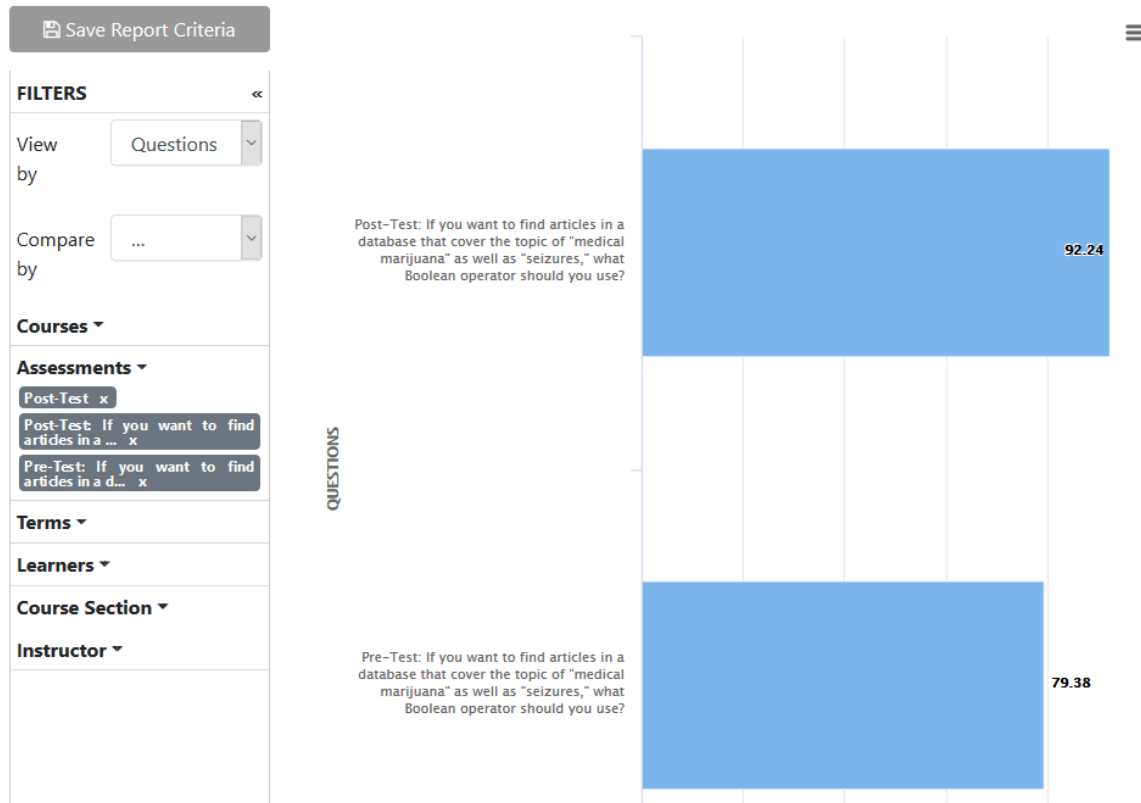 Save Report Criteria
FILTERS «
View by
Questions
Compare by
...
Courses
Assessments
Post-Test x
Post-Test: If you want to find
articles in a ... x
Pre-Test: If you want to find
articles in a d... x
Terms
Learners
Course Section
Instructor
QUESTIONS
Post-Test: If you want to find articles in a
database that cover the topic of "medical
marijuana" as well as "seizures," what
Boolean operator should you use?
92.24
Pre-Test: If you want to find articles in a
database that cover the topic of "medical
marijuana" as well as "seizures," what
Boolean operator should you use?
79.38